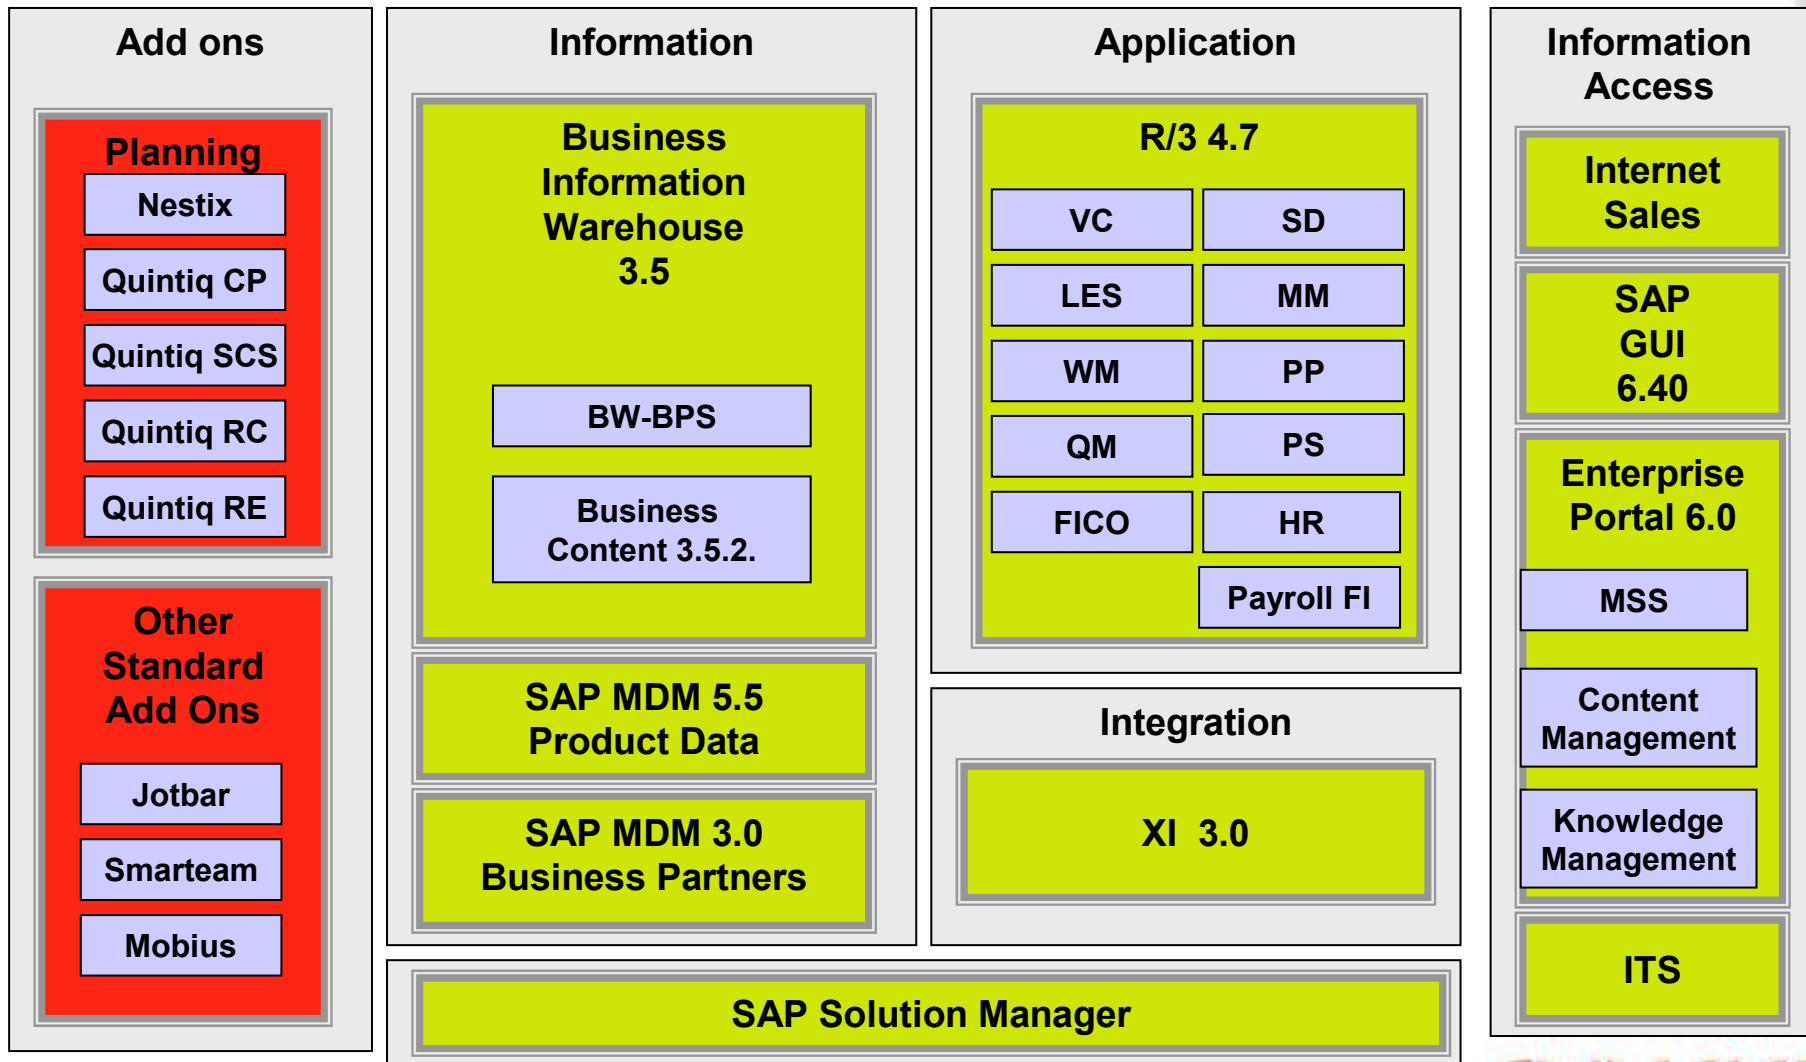 Add ons
Planning
Nestix
Quintiq CP
Quintiq SCS
Quintiq RC
Quintiq RE
Other
Standard
Add Ons
Jotbar
Smarteam
Mobius
Information
Business
Information
Warehouse
3.5
BW-BPS
Business
Content 3.5.2.
SAP MDM 5.5
Product Data
SAP MDM 3.0
Business Partners
Application
R/3 4.7
VC
SD
LES
MM
WM
PP
QM
PS
FICO
HR
Payroll FI
Integration
XI 3.0
SAP Solution Manager
Information
Access
Internet
Sales
SAP
GUI
6.40
Enterprise
Portal 6.0
MSS
Content
Management
Knowledge
Management
ITS